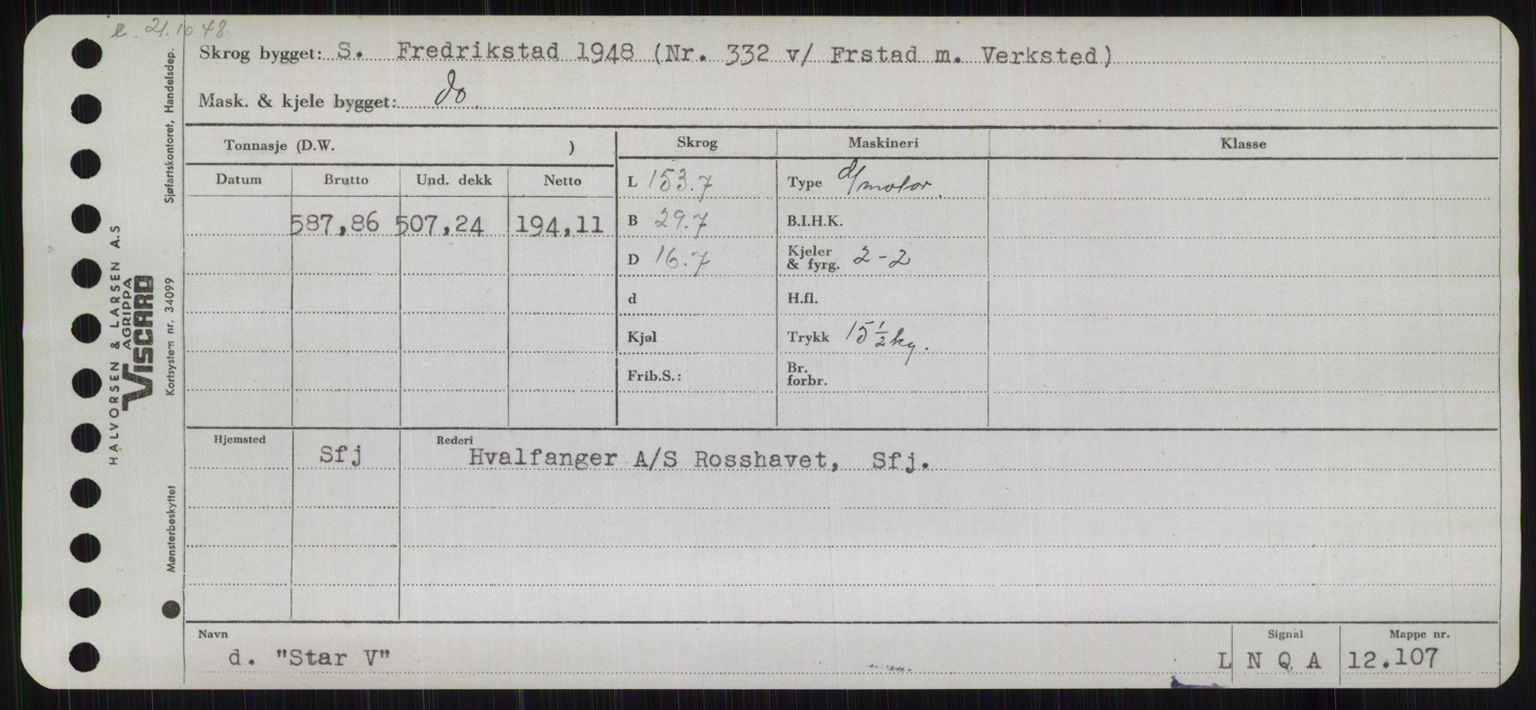 21.10 48
Skrog bygget: S. Fredrikstad 1948 (Nr. 332 v/ Frstad m. Verksted)
Mask. & kjele bygget: do
Tonnasje (D.W. )
Skrog Maskineri Klasse
Datum Brutto Und. dekk Netto
L 153.7 Type d/motor.
587,86 507,24 194,11
B 29.7 B.I.H.K.
D 16.7 Kjeler & fyrg. 2-2
d H.fl.
Kjøl Trykk 15 ½ kg.
Frib.S.: Br. forbr.
Hjemsted Sfj Rederi Hvalfanger A/S Rosshavet, Sfj.
Navn Signal Mappe nr.
d. "Star V" L N Q A 12.107
Sjøfartskontoret, Handelsdep.
Kortsystem nr. 34099
Mønsterbeskyttet
HALVORSEN & LARSEN A.S
AGRIPPA
VISCARD